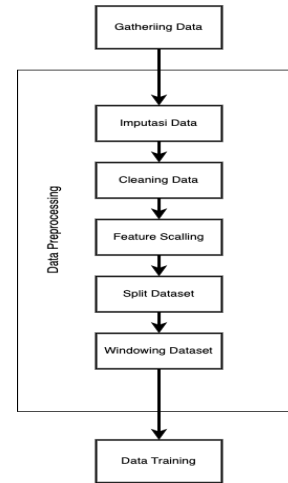 Gatheriing Data
Imputasi Data
Cleaning Data
Data Preprocessing
Feature Scalling
Split Dataset
Windowing Dataset
Data Training